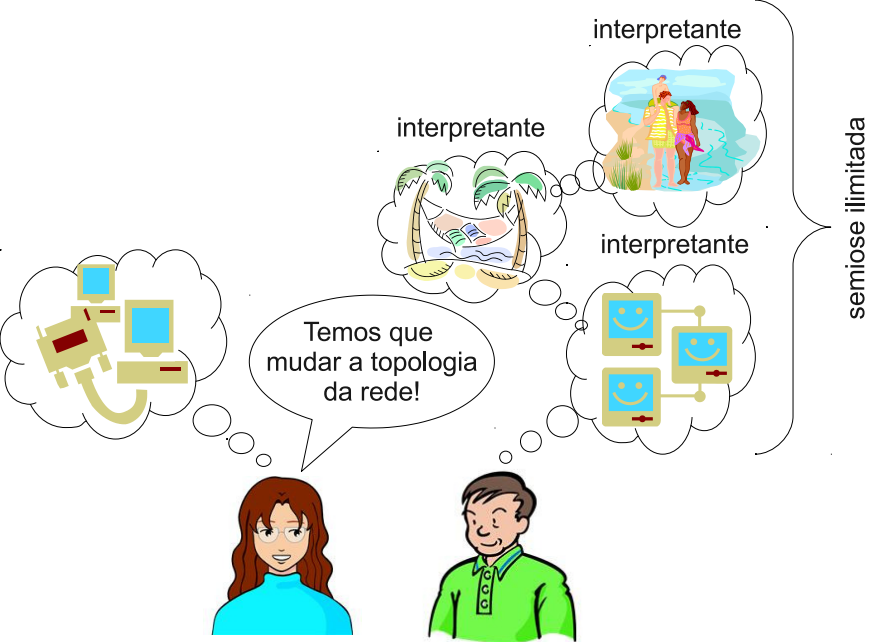 interpretante
interpretante
interpretante
semiose ilimitada
Temos que
mudar a topologia
da rede!